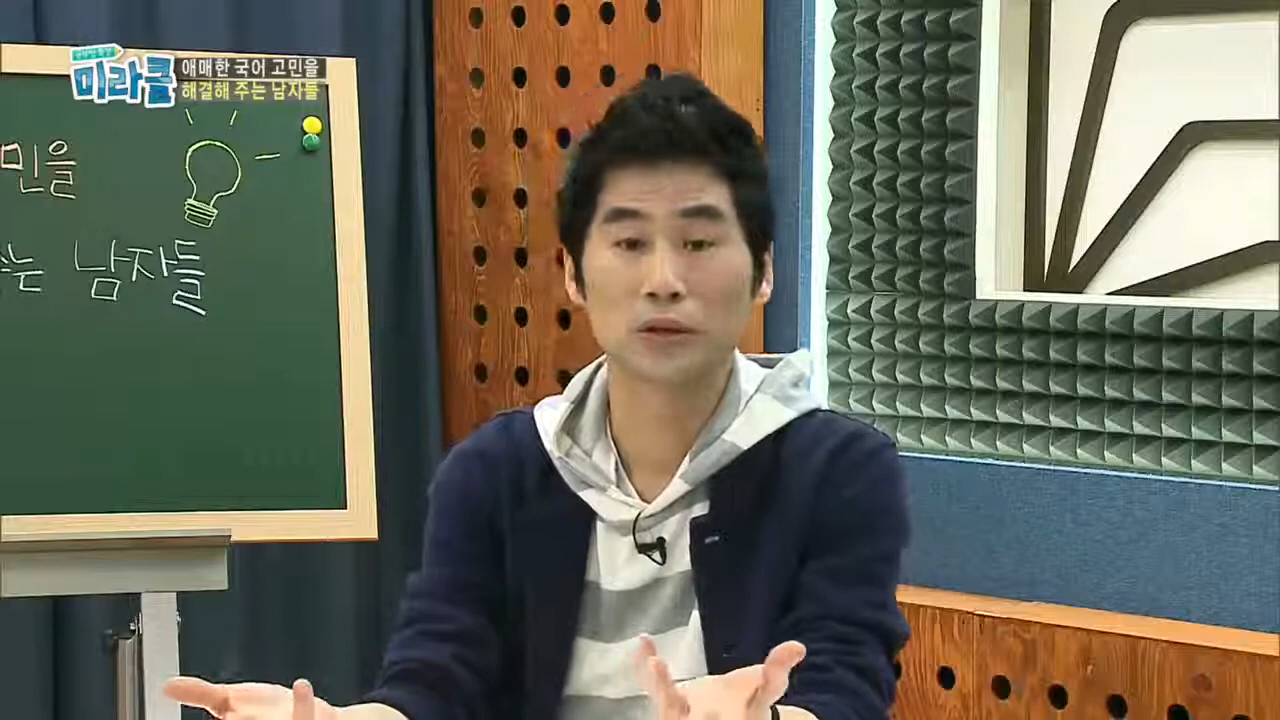 미라클
애매한 국어 고민을
해결해 주는 남자들
민을
는 남자들